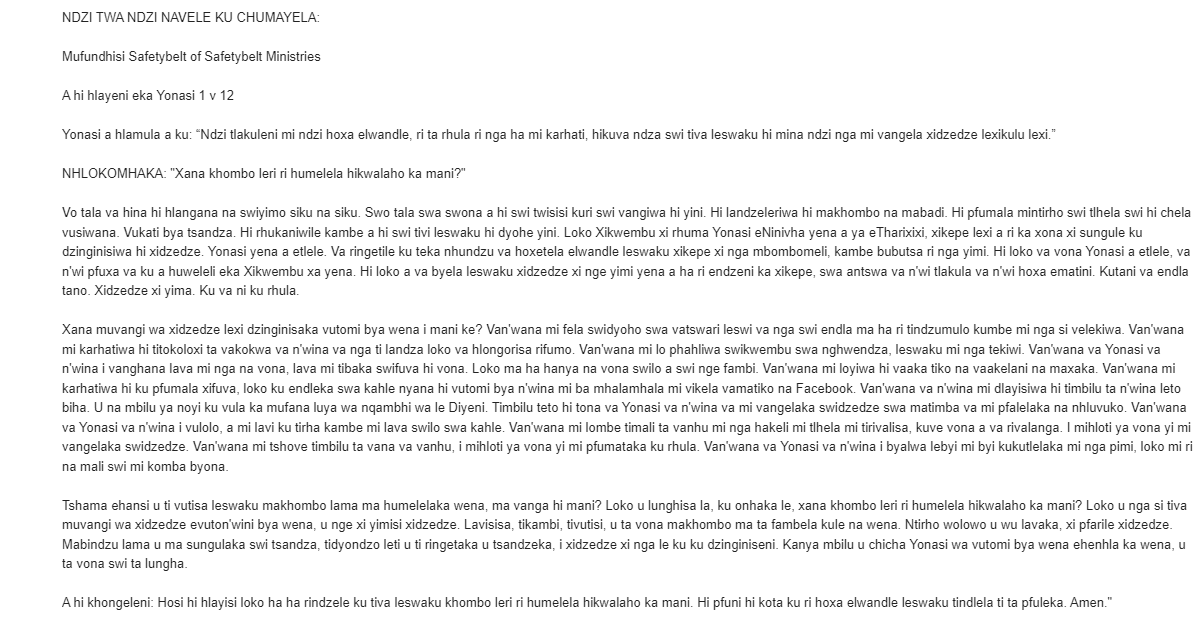 NDZI TWA NDZI NAVELE KU CHUMAYELA:
Mufundhisi Safetybelt of Safetybelt Ministries
A hi hlayeni eka Yonasi 1 v 12
Yonasi a hlamula a ku: “Ndzi tlakuleni mi ndzi hoxa elwandle, ri ta rhula ri nga ha mi karhati, hikuva ndza swi tiva leswaku hi mina ndzi nga mi vangela xidzedze lexikulu lexi.”
NHLOKOMHAKA: "Xana khombo leri ri humelela hikwalaho ka mani?"
Vo tala va hina hi hlangana na swiyimo siku na siku. Swo tala swa swona a hi swi twisisi kuri swi vangiwa hi yini. Hi landzeleriwa hi makhombo na mabadi. Hi pfumala mintirho swi tlhela swi hi chela
vusiwana. Vukati bya tsandza. Hi rhukaniwile kambe a hi swi tivi leswaku hi dyohe yini. Loko Xikwembu xi rhuma Yonasi eNinivha yena a ya eTharixixi, xikepe lexi a ri ka xona xi sungule ku
dzinginisiwa hi xidzedze. Yonasi yena a etlele. Va ringetile ku teka nhundzu va hoxetela elwandle leswaku xikepe xi nga mbombomeli, kambe bubutsa ri nga yimi. Hi loko va vona Yonasi a etlele, va
n'wi pfuxa va ku a huweleli eka Xikwembu xa yena. Hi loko a va byela leswaku xidzedze xi nge yimi yena a ha ri endzeni ka xikepe, swa antswa va n'wi tlakula va n'wi hoxa ematini. Kutani va endla
tano. Xidzedze xi yima. Ku va ni ku rhula.
Xana muvangi wa xidzedze lexi dzinginisaka vutomi bya wena i mani ke? Van'wana mi fela swidyoho swa vatswari leswi va nga swi endla ma ha ri tindzumulo kumbe mi nga si velekiwa. Van'wana
mi karhatiwa hi titokoloxi ta vakokwa va n'wina va nga ti landza loko va hlongorisa rifumo. Van'wana mi lo phahliwa swikwembu swa nghwendza, leswaku mi nga tekiwi. Van'wana va Yonasi va
n'wina i vanghana lava mi nga na vona, lava mi tibaka swifuva hi vona. Loko ma ha hanya na vona swilo a swi nge fambi. Van'wana mi loyiwa hi vaaka tiko na vaakelani na maxaka. Van'wana mi
karhatiwa hi ku pfumala xifuva, loko ku endleka swa kahle nyana hi vutomi bya n'wina mi ba mhalamhala mi vikela vamatiko na Facebook. Van'wana va n'wina mi dlayisiwa hi timbilu ta n'wina leto
biha. U na mbilu ya noyi ku vula ka mufana luya wa nqambhi wa le Diyeni. Timbilu teto hi tona va Yonasi va n'wina va mi vangelaka swidzedze swa matimba va mi pfalelaka na nhluvuko. Van'wana
va Yonasi va n'wina i vulolo, a mi lavi ku tirha kambe mi lava swilo swa kahle. Van'wana mi lombe timali ta vanhu mi nga hakeli mi tlhela mi tirivalisa, kuve vona a va rivalanga. I mihloti ya vona yi mi
vangelaka swidzedze. Van'wana mi tshove timbilu ta vana va vanhu, i mihloti ya vona yi mi pfumataka ku rhula. Van'wana va Yonasi va n'wina i byalwa lebyi mi byi kukutlelaka mi nga pimi, loko mi ri
na mali swi mi komba byona.
Tshama ehansi u ti vutisa leswaku makhombo lama ma humelelaka wena, ma vanga hi mani? Loko u lunghisa la, ku onhaka le, xana khombo leri ri humelela hikwalaho ka mani? Loko u nga si tiva
muvangi wa xidzedze evuton'wini bya wena, u nge xi yimisi xidzedze. Lavisisa, tikambi, tivutisi, u ta vona makhombo ma ta fambela kule na wena. Ntirho wolowo u wu lavaka, xi pfarile xidzedze.
Mabindzu lama u ma sungulaka swi tsandza, tidyondzo leti u ti ringetaka u tsandzeka, i xidzedze xi nga le ku ku dzinginiseni. Kanya mbilu u chicha Yonasi wa vutomi bya wena ehenhla ka wena, u
ta vona swi ta lungha.
A hi khongeleni: Hosi hi hlayisi loko ha ha rindzele ku tiva leswaku khombo leri ri humelela hikwalaho ka mani. Hi pfuni hi kota ku ri hoxa elwandle leswaku tindlela ti ta pfuleka. Amen."